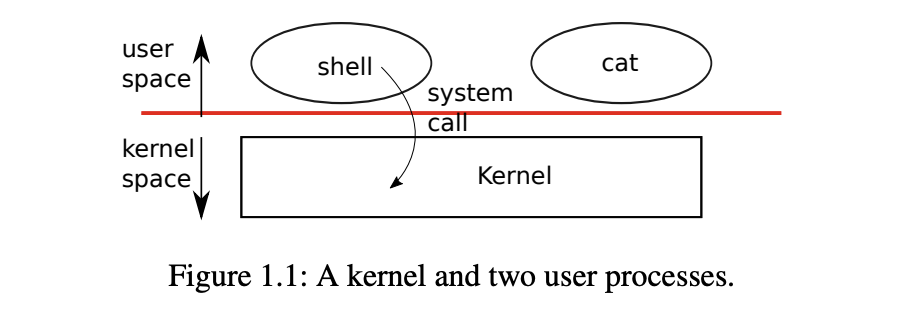 user
space
shell
cat
system
call
kernel
space
Kernel
Figure 1.1: A kernel and two user processes.